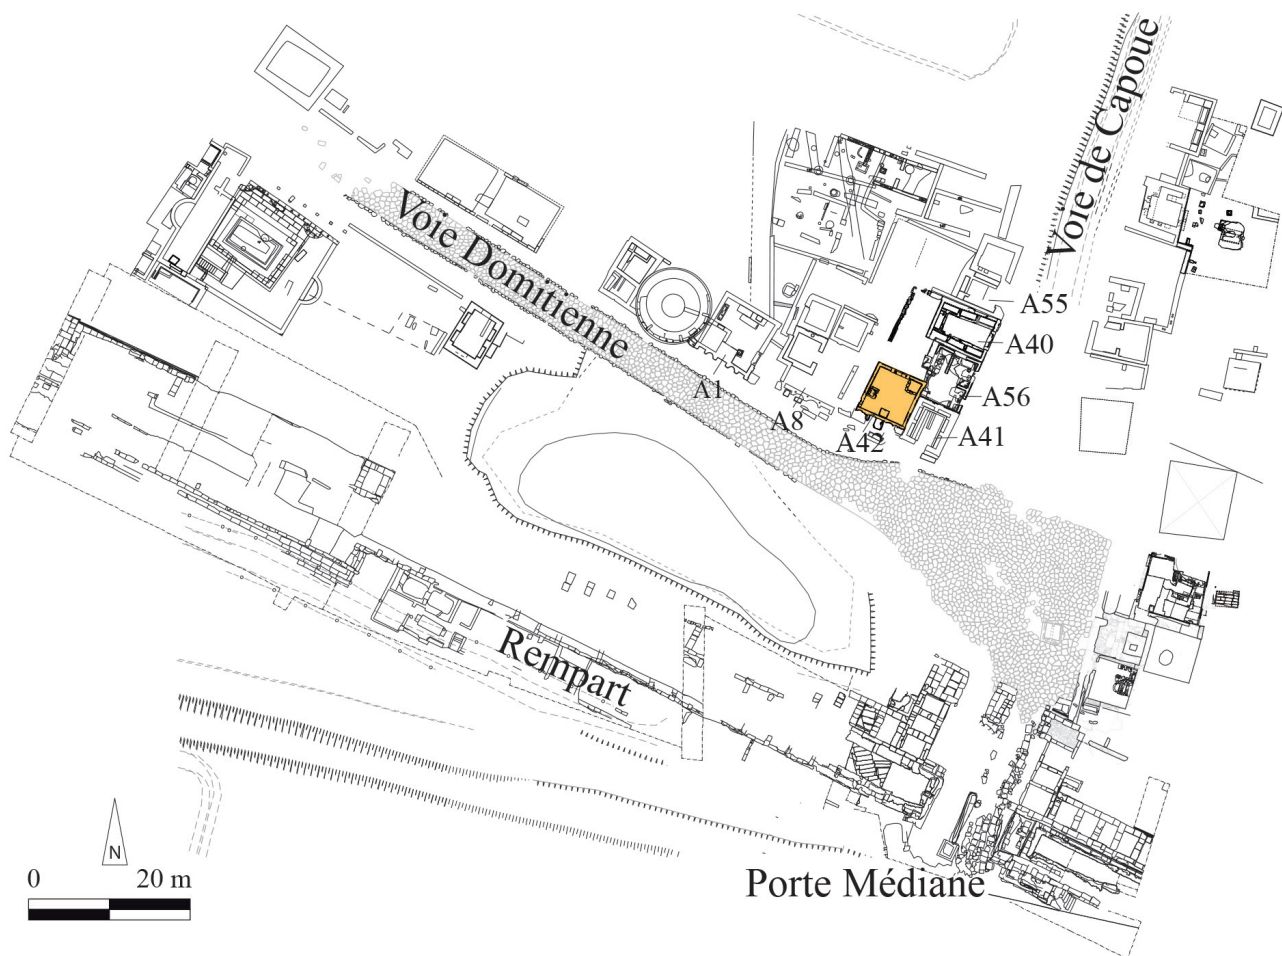 Voie de Capoue
Voie Domitienne
A55
A40
A1
A56
A8
A42
A41
Rempart
N
0 20 m
Porte Médiane